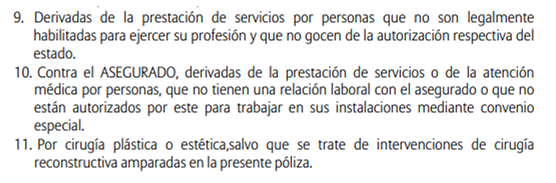 9. Derivadas de la prestación de servicios por personas que no son legalmente
habilitadas para ejercer su profesión y que no gocen de la autorización respectiva del
estado.
10. Contra el ASEGURADO, derivadas de la prestación de servicios o de la atención
médica por personas, que no tienen una relación laboral con el asegurado o que no
están autorizados por este para trabajar en sus instalaciones mediante convenio
especial.
11. Por cirugía plástica o estética,salvo que se trate de intervenciones de cirugía
reconstructiva amparadas en la presente póliza.